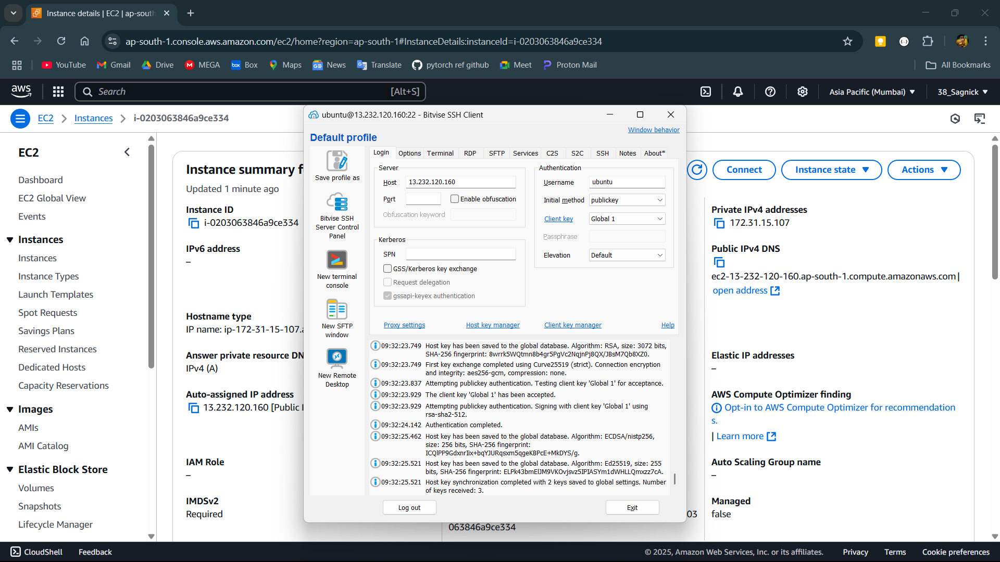 Instance details | EC2 | ap-south
ap-south-1.console.aws.amazon.com/ec2/home?region=ap-south-1#InstanceDetails:instanceId=i-0203063846a9ce334
YouTube
Gmail
Drive
MEGA
box Box
Maps
News
Translate
pytorch ref github
Meet
Proton Mail
All Bookmarks
aws
Search
[Alt+S]
Asia Pacific (Mumbai)
38_Sagnick
EC2
Instances
i-0203063846a9ce334
EC2
Dashboard
EC2 Global View
Events
Instances
Instances
Instance Types
Launch Templates
Spot Requests
Savings Plans
Reserved Instances
Dedicated Hosts
Capacity Reservations
Images
AMIs
AMI Catalog
Elastic Block Store
Volumes
Snapshots
Lifecycle Manager
Instance summary f
Updated 1 minute ago
Instance ID
i-0203063846a9ce334
IPv6 address
–
Hostname type
IP name: ip-172-31-15-107.a
Answer private resource DN
IPv4 (A)
Auto-assigned IP address
13.232.120.160 [Public I
IAM Role
–
IMDSv2
Required
ubuntu@13.232.120.160:22 - Bitvise SSH Client
Window behavior
Default profile
Save profile as
Bitvise SSH
Server Control
Panel
New terminal
console
New SFTP
window
New Remote
Desktop
Login
Options
Terminal
RDP
SFTP
Services
C2S
S2C
SSH
Notes
About*
Server
Host
13.232.120.160
Port
Enable obfuscation
Obfuscation keyword
Kerberos
SPN
GSS/Kerberos key exchange
Request delegation
gssapi-keyex authentication
Authentication
Username
ubuntu
Initial method
publickey
Client key
Global 1
Passphrase
Elevation
Default
Proxy settings
Host key manager
Client key manager
Help
09:32:23.749 Host key has been saved to the global database. Algorithm: RSA, size: 3072 bits,
SHA-256 fingerprint: 8wrrk5WQtmn8b4gr5PgVc2NqjnPj8QX/JBsM7Qb8XZ0.
09:32:23.749 First key exchange completed using Curve25519 (strict). Connection encryption
and integrity: aes256-gcm, compression: none.
09:32:23.837 Attempting publickey authentication. Testing client key 'Global 1' for acceptance.
09:32:23.929 The client key 'Global 1' has been accepted.
09:32:23.929 Attempting publickey authentication. Signing with client key 'Global 1' using
rsa-sha2-512.
09:32:24.142 Authentication completed.
09:32:25.462 Host key has been saved to the global database. Algorithm: ECDSA/nistp256,
size: 256 bits, SHA-256 fingerprint:
ICQlPP9GdxnrIix+bqYJURqsxm5qgeKBPcE+MkDYS/g.
09:32:25.521 Host key has been saved to the global database. Algorithm: Ed25519, size: 255
bits, SHA-256 fingerprint: ELPk43bmElJM9VKOvjsvz5IPIASYm1dWHLLQmxzz7cA.
09:32:25.521 Host key synchronization completed with 2 keys saved to global settings. Number
of keys received: 3.
Log out
Exit
Connect
Instance state
Actions
Private IPv4 addresses
172.31.15.107
Public IPv4 DNS
ec2-13-232-120-160.ap-south-1.compute.amazonaws.com |
open address
Elastic IP addresses
–
AWS Compute Optimizer finding
Opt-in to AWS Compute Optimizer for recommendation
s.
| Learn more
Auto Scaling Group name
–
Managed
false
03
063846a9ce334
CloudShell
Feedback
© 2025, Amazon Web Services, Inc. or its affiliates.
Privacy
Terms
Cookie preferences